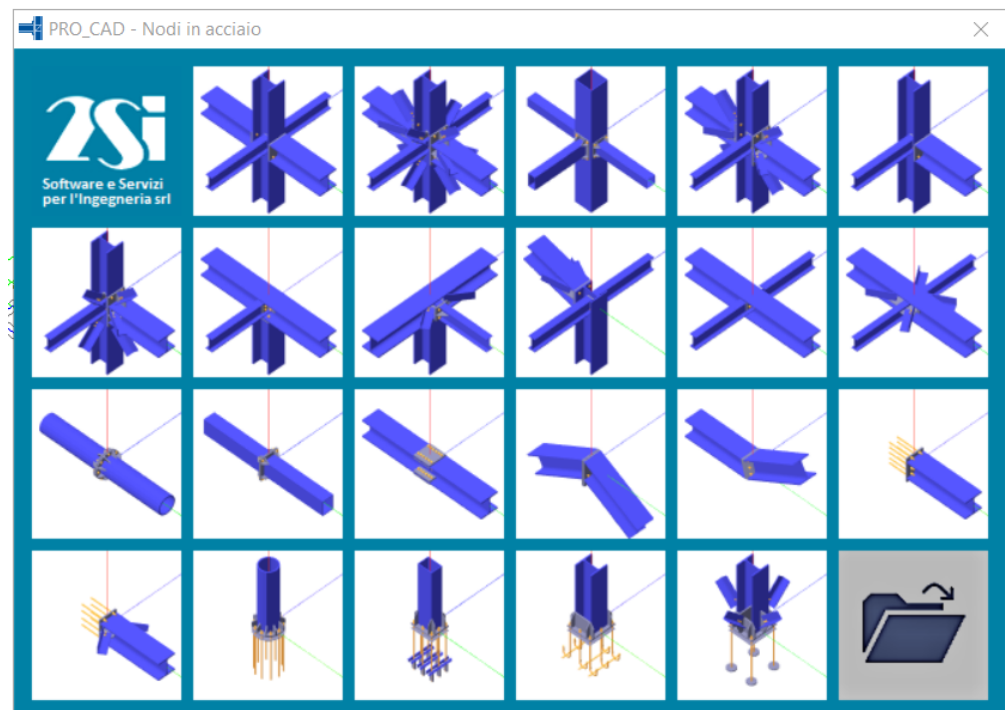 PRO_CAD - Nodi in acciaio
2Si
Software e Servizi
per l'Ingegneria srl